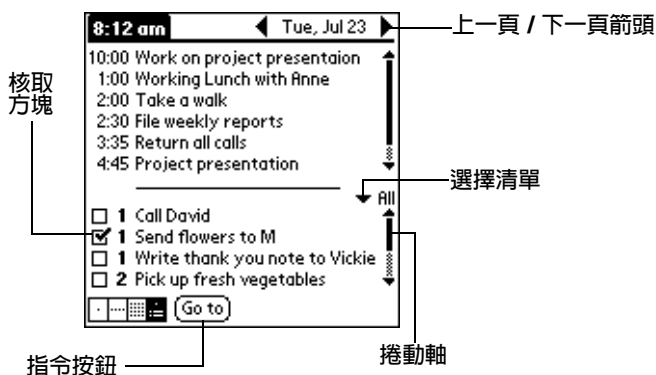 8:12 am
Tue, Jul 23
上一頁 / 下一頁箭頭
10:00 Work on project presentaion
1:00 Working Lunch with Anne
2:00 Take a walk
2:30 File weekly reports
3:35 Return all calls
4:45 Project presentation
核取
方塊
選擇清單
All
1 Call David
1 Send flowers to M
1 Write thank you note to Vickie
2 Pick up fresh vegetables
Go to
捲動軸
指令按鈕